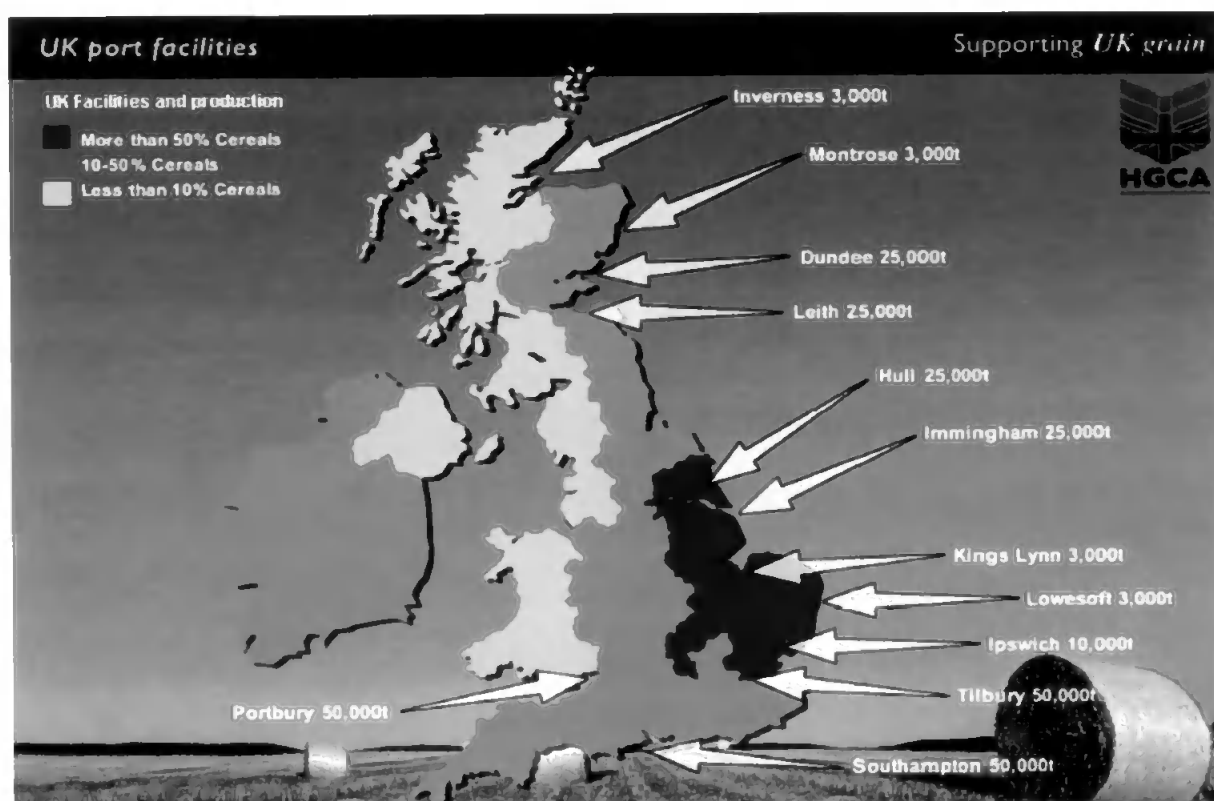 UK port facilities
Supporting UK grain
UK Facilities and production
More than 50% Cereals
10-50% Cereals
Less than 10% Cereals
HGCA
Inverness 3,000t
Montrose 3,000t
Dundee 25,000t
Leith 25,000t
Hull 25,000t
Immingham 25,000t
Kings Lynn 3,000t
Lowesoft 3,000t
Ipswich 10,000t
Tilbury 50,000t
Portbury 50,000t
Southampton 50,000t